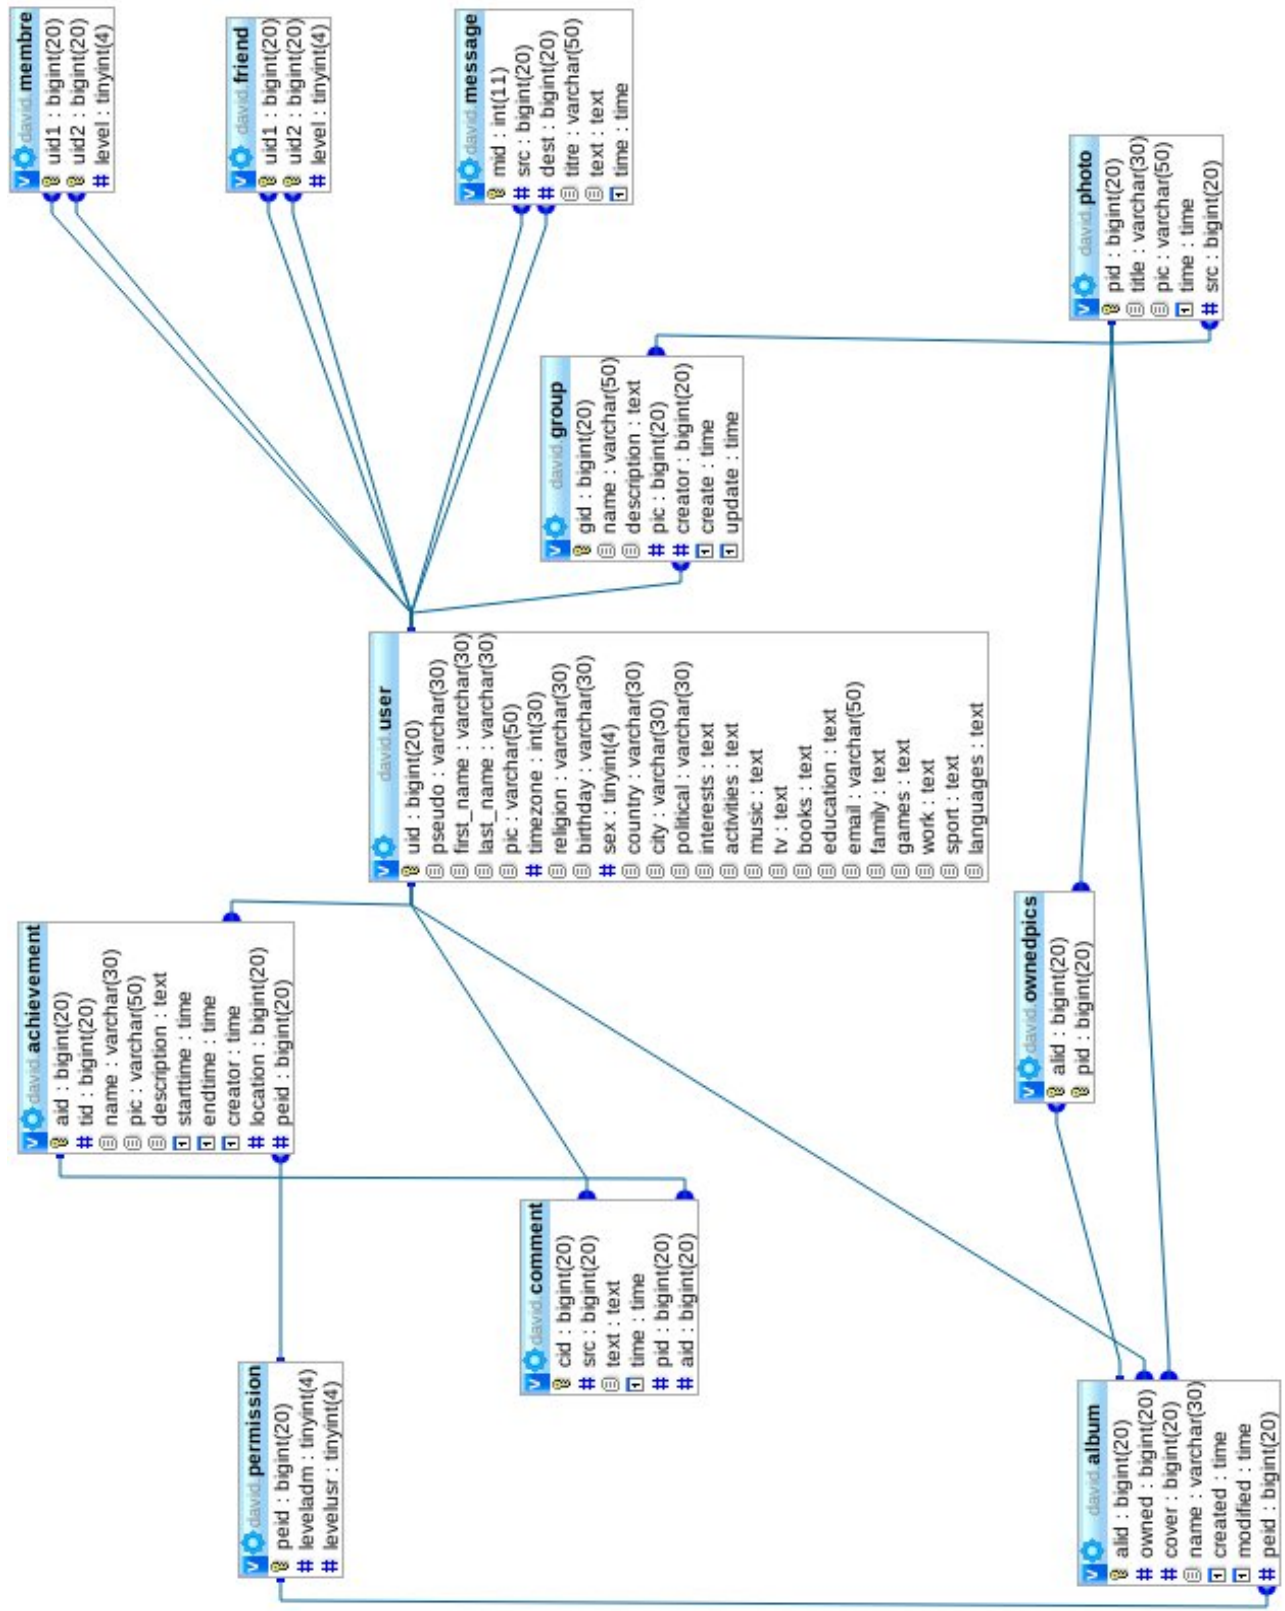 david.membre
uid1 : bigint(20)
uid2 : bigint(20)
level : tinyint(4)
david.friend
uid1 : bigint(20)
uid2 : bigint(20)
level : tinyint(4)
david.message
mid : int(11)
src : bigint(20)
dest : bigint(20)
titre : varchar(50)
text : text
time : time
david.group
gid : bigint(20)
name : varchar(50)
description : text
pic : bigint(20)
creator : bigint(20)
create : time
update : time
david.photo
pid : bigint(20)
title : varchar(30)
pic : varchar(50)
time : time
src : bigint(20)
david.user
uid : bigint(20)
pseudo : varchar(30)
first_name : varchar(30)
last_name : varchar(30)
pic : varchar(50)
timezone : int(30)
religion : varchar(30)
birthday : varchar(30)
sex : tinyint(4)
country : varchar(30)
city : varchar(30)
political : varchar(30)
interests : text
activities : text
music : text
tv : text
books : text
education : text
email : varchar(50)
family : text
games : text
work : text
sport : text
languages : text
david.achievement
aid : bigint(20)
tid : bigint(20)
name : varchar(30)
pic : varchar(50)
description : text
starttime : time
endtime : time
creator : time
location : bigint(20)
peid : bigint(20)
david.ownedpics
alid : bigint(20)
pid : bigint(20)
david.comment
cid : bigint(20)
src : bigint(20)
text : text
time : time
pid : bigint(20)
aid : bigint(20)
david.permission
peid : bigint(20)
leveladm : tinyint(4)
levelusr : tinyint(4)
david.album
alid : bigint(20)
owned : bigint(20)
cover : bigint(20)
name : varchar(30)
created : time
modified : time
peid : bigint(20)